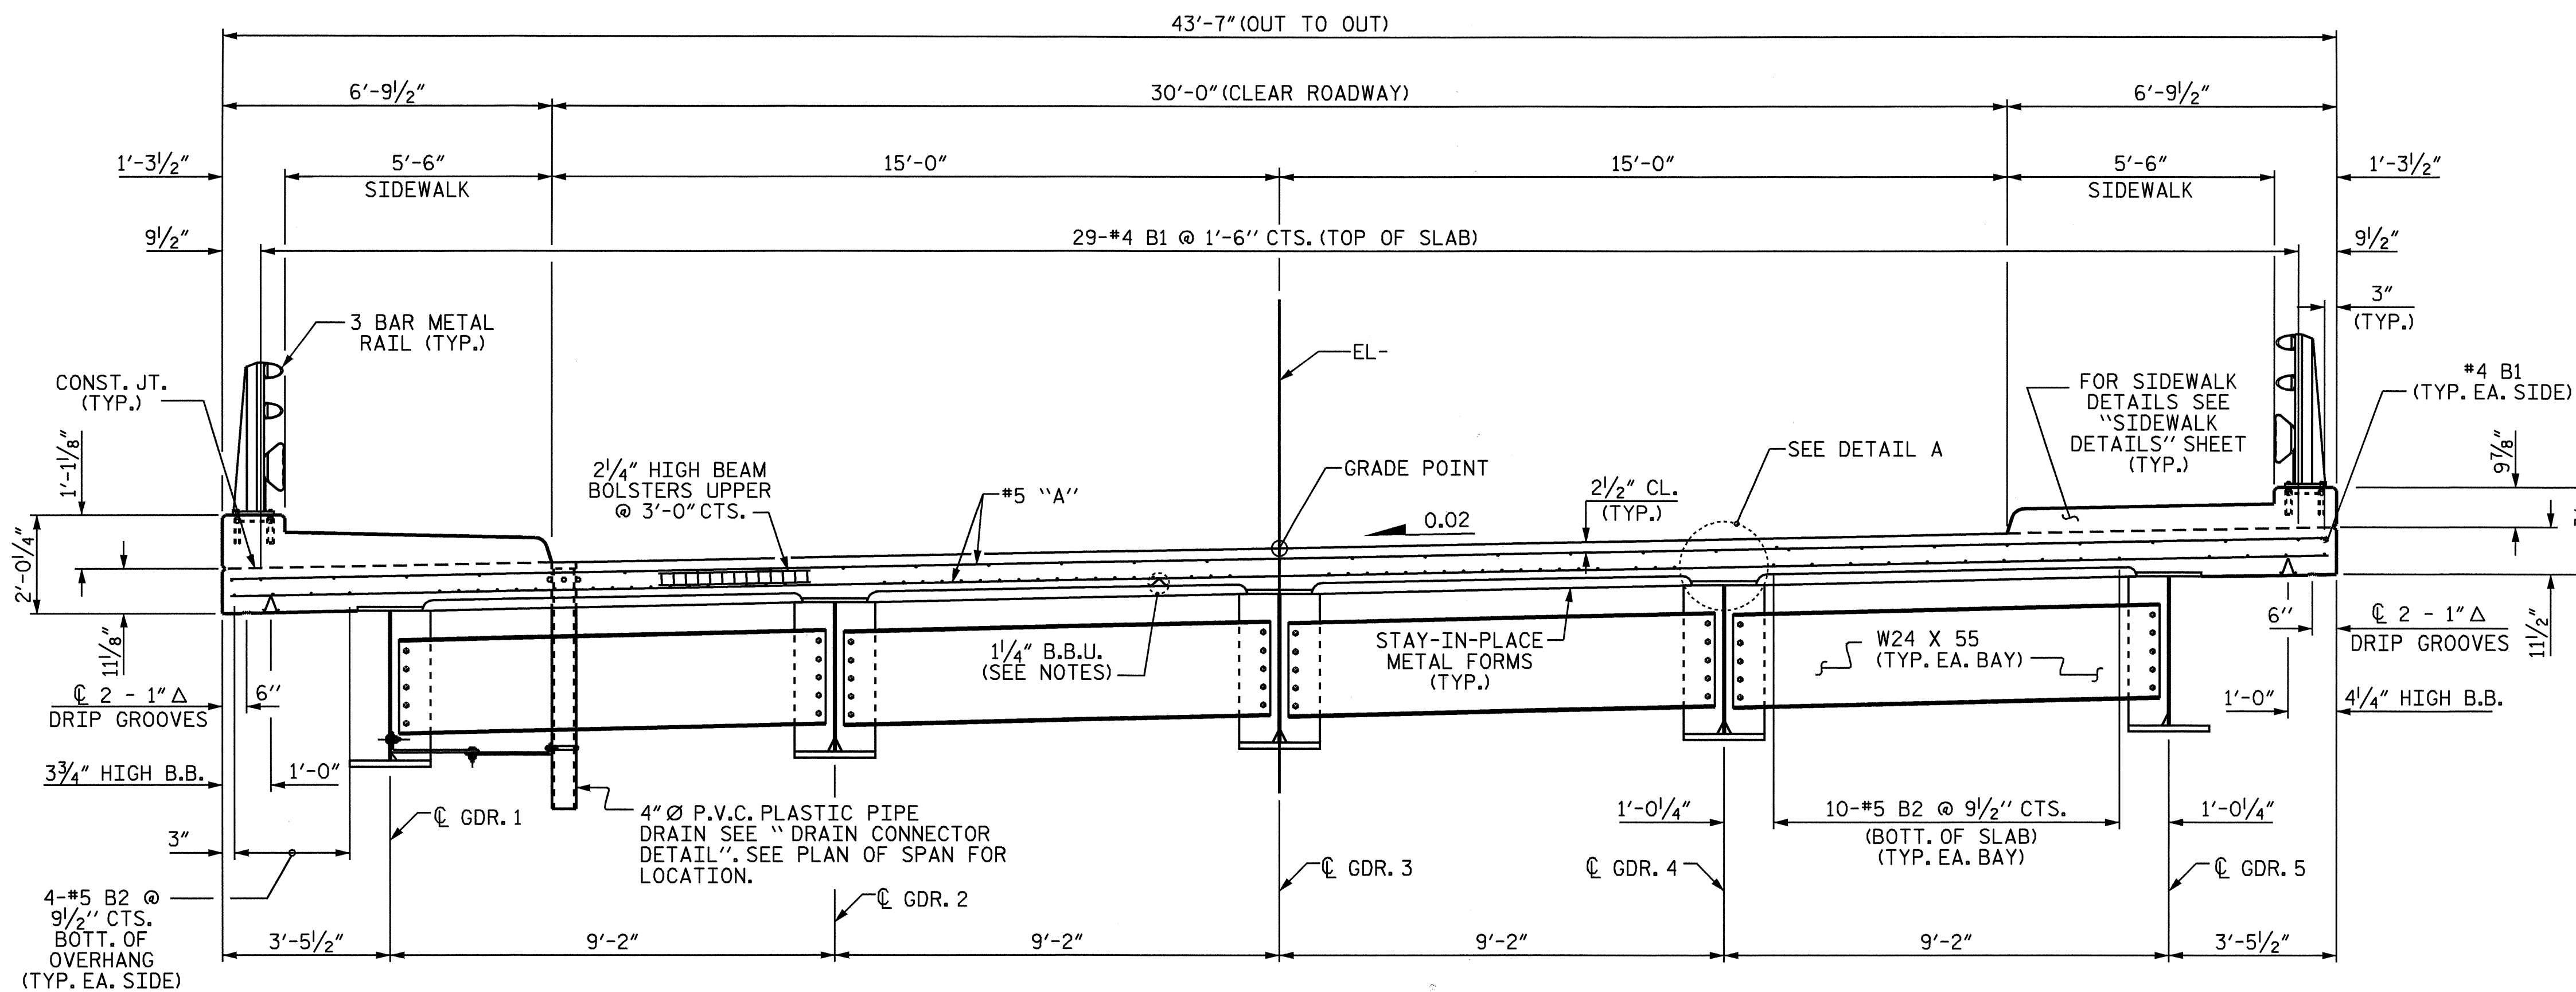 43'-7" (OUT TO OUT)
6'-9½"
30'-0" (CLEAR ROADWAY)
6'-9½"
1'-3½"
5'-6"
SIDEWALK
15'-0"
15'-0"
5'-6"
SIDEWALK
1'-3½"
9½"
29-#4 B1 @ 1'-6" CTS. (TOP OF SLAB)
9½"
3"
(TYP.)
3 BAR METAL
RAIL (TYP.)
EL-
CONST. JT.
(TYP.)
FOR SIDEWALK
DETAILS SEE
"SIDEWALK
DETAILS" SHEET
(TYP.)
#4 B1
(TYP. EA. SIDE)
1'-1⅛"
2¼" HIGH BEAM
BOLSTERS UPPER
@ 3'-0" CTS.
#5 "A"
GRADE POINT
2½" CL.
(TYP.)
SEE DETAIL A
9⅞"
0.02
2'-0¼"
11⅛"
1¼" B.B.U.
(SEE NOTES)
STAY-IN-PLACE
METAL FORMS
(TYP.)
W24 X 55
(TYP. EA. BAY)
6"
℄ 2 - 1" △
DRIP GROOVES
11½"
℄ 2 - 1" △
DRIP GROOVES
6"
1'-0"
4¼" HIGH B.B.
3¾" HIGH B.B.
1'-0"
℄ GDR. 1
4" Ø P.V.C. PLASTIC PIPE
DRAIN SEE "DRAIN CONNECTOR
DETAIL". SEE PLAN OF SPAN FOR
LOCATION.
1'-0¼"
10-#5 B2 @ 9½" CTS.
(BOTT. OF SLAB)
(TYP. EA. BAY)
1'-0¼"
3"
4-#5 B2 @
9½" CTS.
BOTT. OF
OVERHANG
(TYP. EA. SIDE)
℄ GDR. 2
℄ GDR. 3
℄ GDR. 4
℄ GDR. 5
3'-5½"
9'-2"
9'-2"
9'-2"
9'-2"
3'-5½"